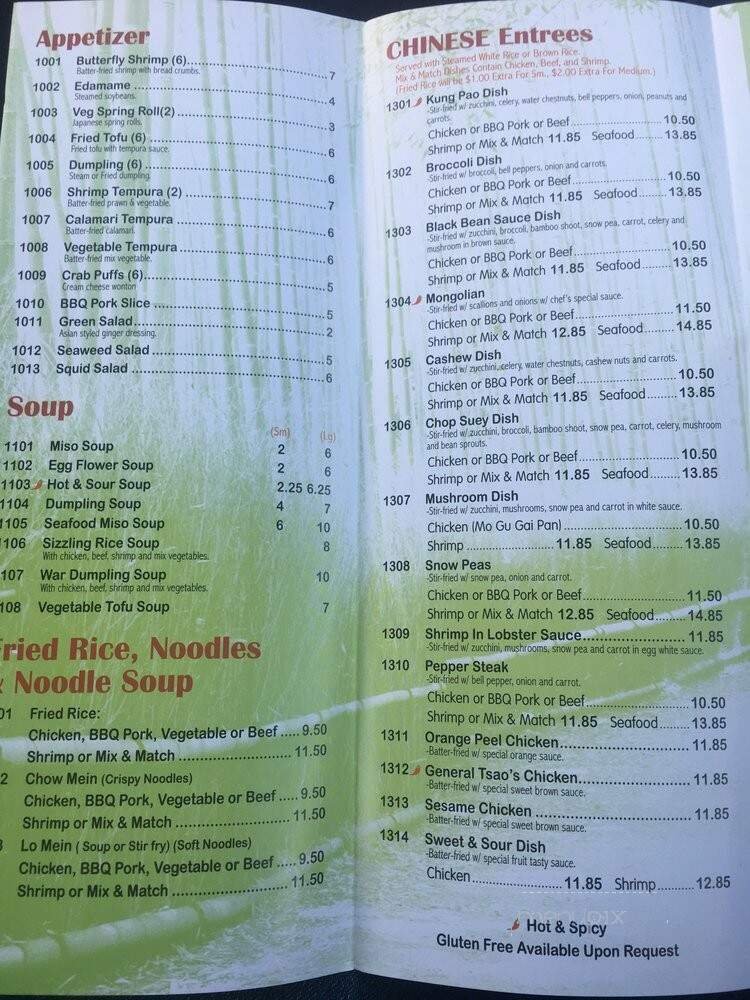 Appetizer
1001 Butterfly Shrimp (6)..........7
Batter-fried shrimp with bread crumbs.
1002 Edamame ..........4
Steamed soybeans.
1003 Veg Spring Roll(2) ..........3
Japanese spring rolls.
1004 Fried Tofu (6) ..........6
Fried tofu with tempura sauce.
1005 Dumpling (6) ..........6
Steam or Fried dumpling.
1006 Shrimp Tempura (2) ..........7
Batter-fried prawn & vegetable.
1007 Calamari Tempura ..........6
Batter-fried calamari.
1008 Vegetable Tempura ..........6
Batter-fried mix vegetable.
1009 Crab Puffs (6)..........5
Cream cheese wonton
1010 BBQ Pork Slice ..........5
1011 Green Salad..........2
Asian styled ginger dressing.
1012 Seaweed Salad ..........5
1013 Squid Salad ..........6
Soup
(Sm) (Lg)
1101 Miso Soup 2 6
1102 Egg Flower Soup 2 6
1103 Hot & Sour Soup 2.25 6.25
1104 Dumpling Soup 4 7
1105 Seafood Miso Soup 6 10
106 Sizzling Rice Soup 8
With chicken, beef, shrimp and mix vegetables.
107 War Dumpling Soup 10
With chicken, beef, shrimp and mix vegetables.
108 Vegetable Tofu Soup 7
Fried Rice, Noodles
& Noodle Soup
01 Fried Rice:
Chicken, BBQ Pork, Vegetable or Beef ..... 9.50
Shrimp or Mix & Match .......... 11.50
2 Chow Mein (Crispy Noodles)
Chicken, BBQ Pork, Vegetable or Beef ..... 9.50
Shrimp or Mix & Match .......... 11.50
3 Lo Mein ( Soup or Stir fry) (Soft Noodles)
Chicken, BBQ Pork, Vegetable or Beef ..... 9.50
Shrimp or Mix & Match .......... 11.50
CHINESE Entrees
Served with Steamed White Rice or Brown Rice.
Mix & Match Dishes Contain Chicken, Beef, and Shrimp.
(Fried Rice will be $1.00 Extra For Sm., $2.00 Extra For Medium.)
1301 Kung Pao Dish
-Stir-fried w/ zucchini, celery, water chestnuts, bell peppers, onion, peanuts and
carrots.
Chicken or BBQ Pork or Beef..........10.50
Shrimp or Mix & Match 11.85 Seafood..........13.85
1302 Broccoli Dish
-Stir-fried w/ broccoli, bell peppers, onion and carrots.
Chicken or BBQ Pork or Beef..........10.50
Shrimp or Mix & Match 11.85 Seafood..........13.85
1303 Black Bean Sauce Dish
-Stir-fried w/ zucchini, broccoli, bamboo shoot, snow pea, carrot, celery and
mushroom in brown sauce.
Chicken or BBQ Pork or Beef..........10.50
Shrimp or Mix & Match 11.85 Seafood..........13.85
1304 Mongolian
-Stir-fried w/ scallions and onions w/ chef's special sauce.
Chicken or BBQ Pork or Beef..........11.50
Shrimp or Mix & Match 12.85 Seafood..........14.85
1305 Cashew Dish
-Stir-fried w/ zucchini, celery, water chestnuts, cashew nuts and carrots.
Chicken or BBQ Pork or Beef..........10.50
Shrimp or Mix & Match 11.85 Seafood..........13.85
1306 Chop Suey Dish
-Stir-fried w/ zucchini, broccoli, bamboo shoot, snow pea, carrot, celery, mushroom
and bean sprouts.
Chicken or BBQ Pork or Beef..........10.50
Shrimp or Mix & Match 11.85 Seafood..........13.85
1307 Mushroom Dish
-Stir-fried w/ zucchini, mushrooms, snow pea and carrot in white sauce.
Chicken (Mo Gu Gai Pan) ..........10.50
Shrimp ..........11.85 Seafood..........13.85
1308 Snow Peas
-Stir-fried w/ snow pea, onion and carrot.
Chicken or BBQ Pork or Beef..........11.50
Shrimp or Mix & Match 12.85 Seafood..........14.85
1309 Shrimp In Lobster Sauce..........11.85
-Stir-fried w/ zucchini, mushrooms, snow pea and carrot in egg white sauce.
1310 Pepper Steak
-Stir-fried w/ bell pepper, onion and carrot.
Chicken or BBQ Pork or Beef..........10.50
Shrimp or Mix & Match 11.85 Seafood..........13.85
1311 Orange Peel Chicken..........11.85
-Batter-fried w/ special orange sauce.
1312 General Tsao's Chicken..........11.85
-Batter-fried w/ special sweet brown sauce.
1313 Sesame Chicken ..........11.85
-Batter-fried w/ special sweet brown sauce.
1314 Sweet & Sour Dish
-Batter-fried w/ special fruit tasty sauce.
Chicken..........11.85 Shrimp..........12.85
Hot & Spicy
Gluten Free Available Upon Request